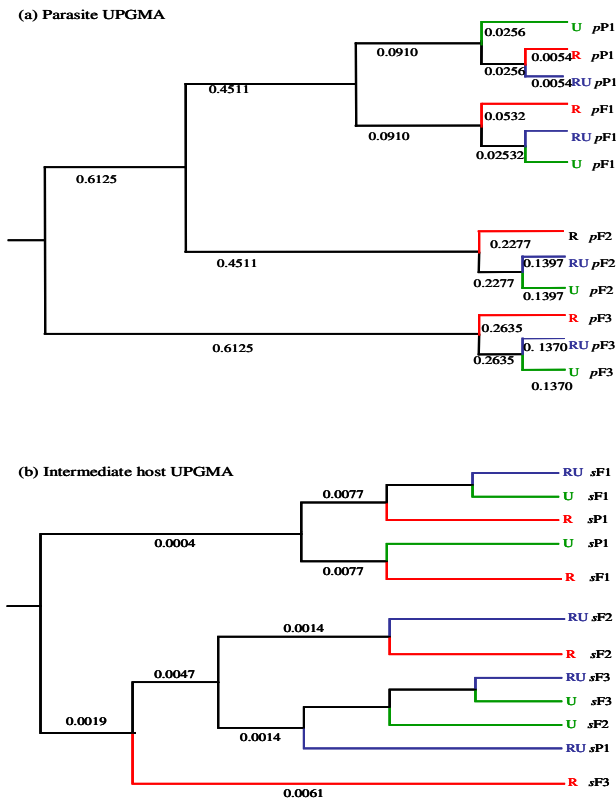 (a) Parasite UPGMA
U pP1
0.0256
0.0910
R pP1
0.0054
0.0256
RU pP1
0.0054
0.4511
R pF1
0.0532
0.0910
RU pF1
0.02532
U pF1
0.6125
R pF2
0.2277
0.4511
0.1397
RU pF2
0.2277
U pF2
0.1397
R pF3
0.2635
0.6125
0. 1370
RU pF3
0.2635
U pF3
0.1370
(b) Intermediate host UPGMA
RU sF1
0.0077
U sF1
R sP1
0.0004
U sP1
0.0077
R sF1
RU sF2
0.0014
R sF2
0.0047
RU sF3
U sF3
0.0019
U sF2
0.0014
RU sP1
R sF3
0.0061